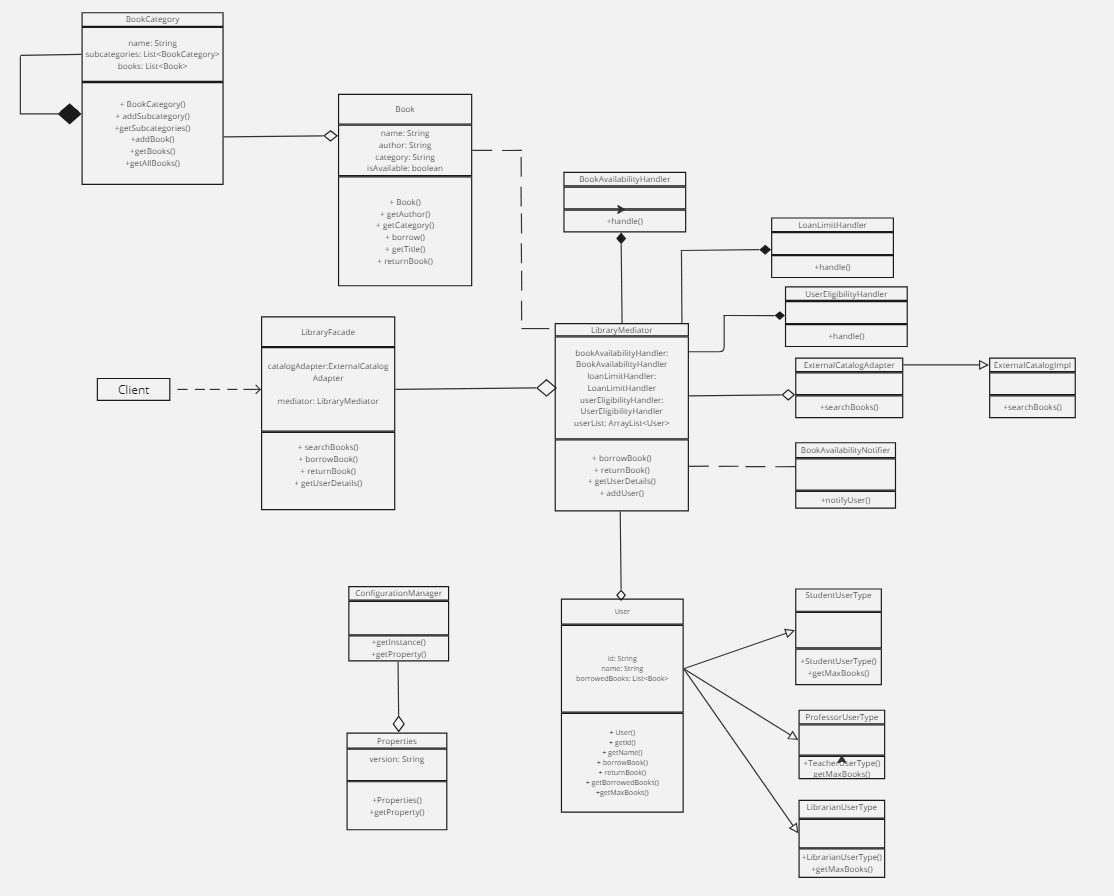 BookCategory
name: String
subcategories: List<BookCategory>
books: List<Book>
+ BookCategory()
+ addSubcategory()
+getSubcategories()
+addBook()
+getBooks()
+getAllBooks()
Book
name: String
author: String
category: String
isAvailable: boolean
+ Book()
+ getAuthor()
+ getCategory()
+ borrow()
+ getTitle()
+ returnBook()
BookAvailabilityHandler
+handle()
LoanLimitHandler
+handle()
UserEligibilityHandler
+handle()
LibraryFacade
catalogAdapter:ExternalCatalog
Adapter
mediator: LibraryMediator
+ searchBooks()
+ borrowBook()
+ returnBook()
+ getUserDetails()
Client
LibraryMediator
bookAvailabilityHandler:
BookAvailabilityHandler
loanLimitHandler:
LoanLimitHandler
userEligibilityHandler:
UserEligibilityHandler
userList: ArrayList<User>
+ borrowBook()
+ returnBook()
+ getUserDetails()
+ addUser()
ExternalCatalogAdapter
+searchBooks()
ExternalCatalogImpl
+searchBooks()
BookAvailabilityNotifier
+notifyUser()
ConfigurationManager
+getInstance()
+getProperty()
Properties
version: String
+Properties()
+getProperty()
User
id: String
name: String
borrowedBooks: List<Book>
+ User()
+ getId()
+ getName()
+ borrowBook()
+ returnBook()
+ getBorrowedBooks()
+getMaxBooks()
StudentUserType
+StudentUserType()
+getMaxBooks()
ProfessorUserType
+TeacherUserType()
getMaxBooks()
LibrarianUserType
+LibrarianUserType()
+getMaxBooks()